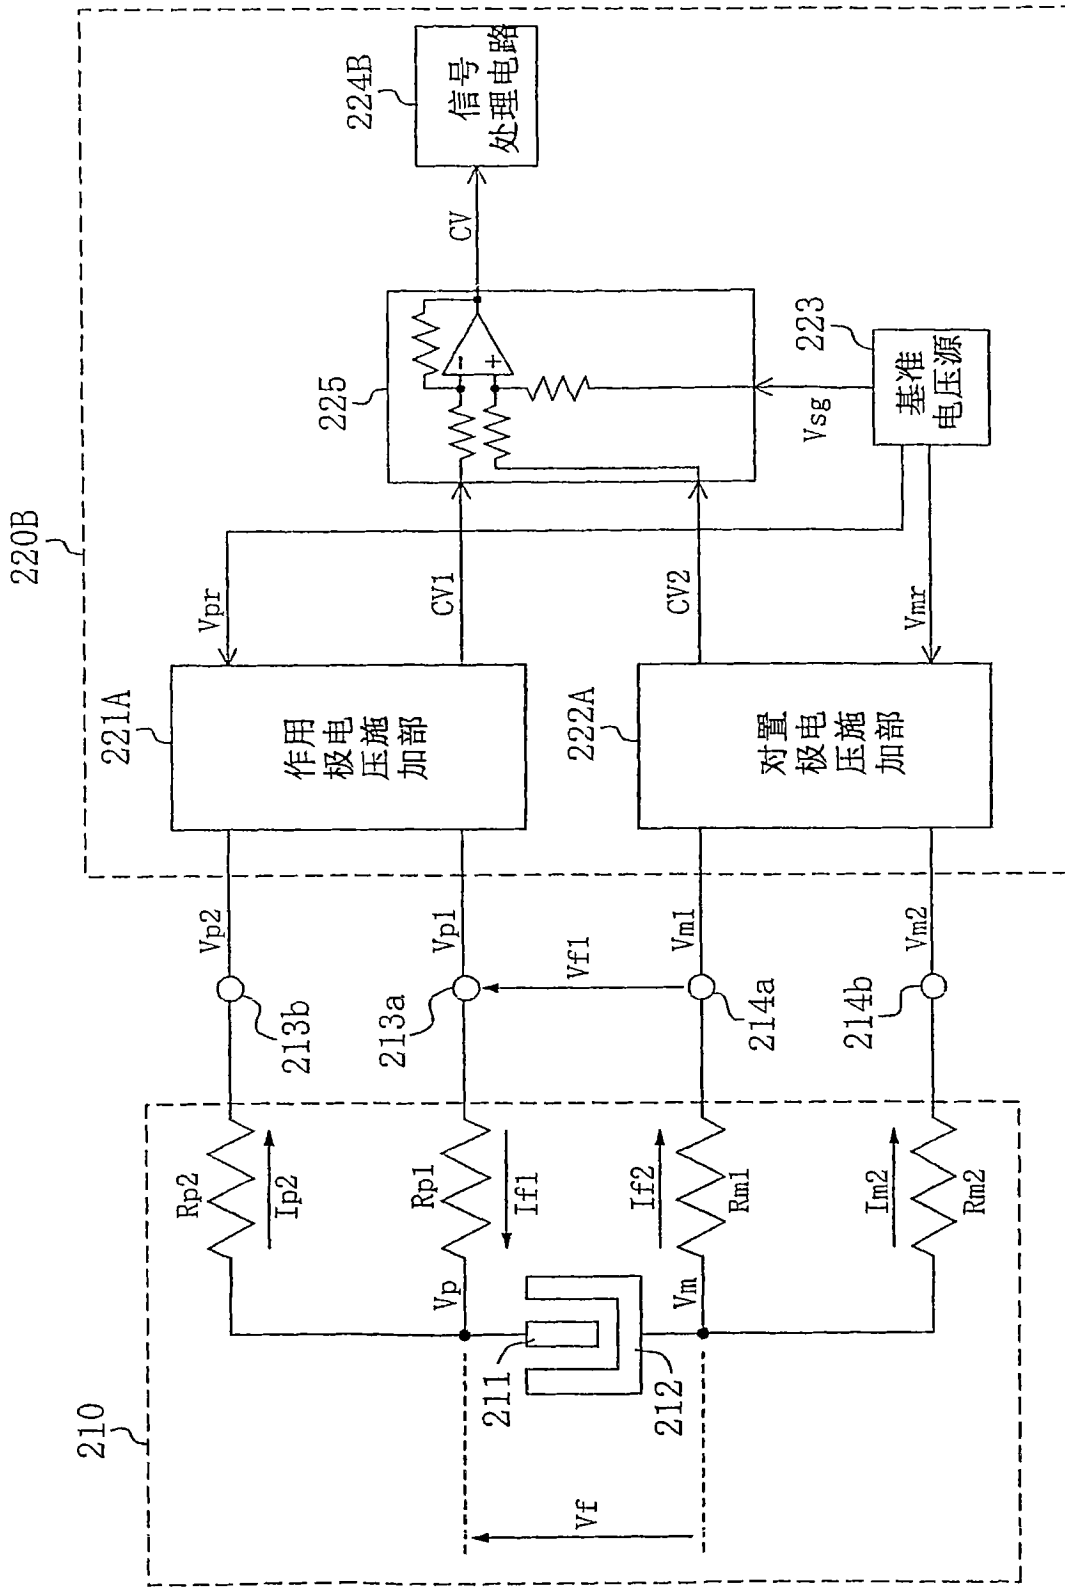 220B
224B
信号
处理电路
CV
225
-
+
223
基准
电压源
Vsg
Vpr
CV1
CV2
Vmr
221A
作用
极电
压施
加部
222A
对置
极电
压施
加部
Vp2
Vp1
Vm1
Vm2
Vf1
213b
213a
214a
214b
210
Rp2
Ip2
Rp1
If1
If2
Rm1
Im2
Rm2
Vp
Vm
211
212
Vf